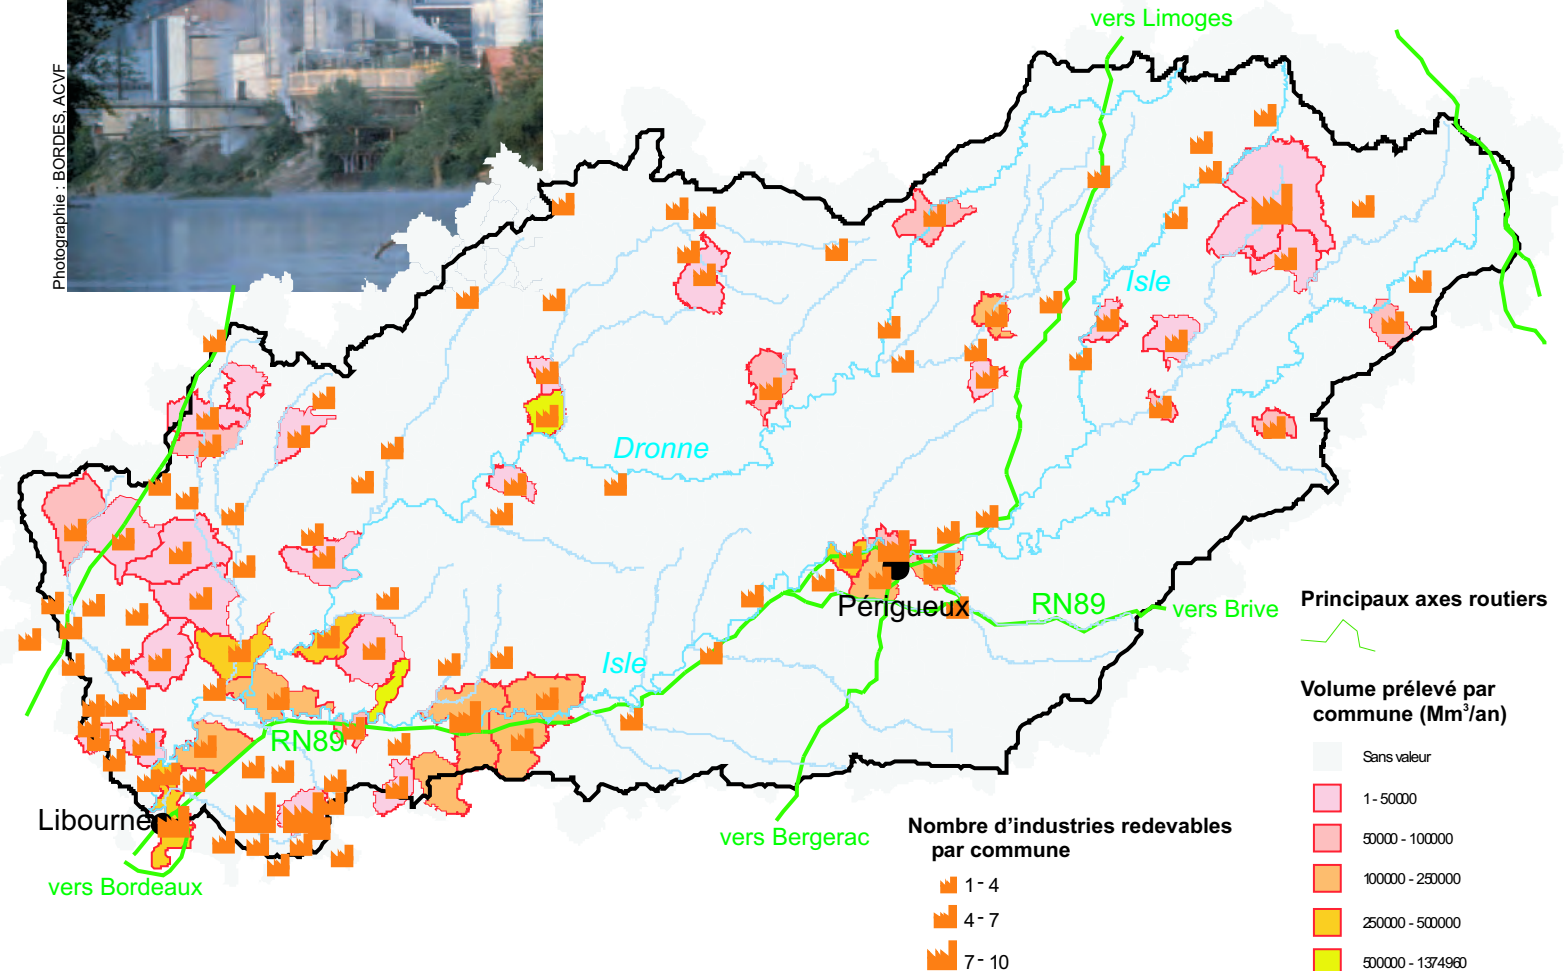 Photographie : BORDES, ACVF
vers Limoges
Isle
Dronne
Périgueux
RN89
vers Brive
Isle
RN89
Libourne
vers Bordeaux
vers Bergerac
Nombre d’industries redevables
par commune
1 - 4
4 - 7
7 - 10
Principaux axes routiers
Volume prélevé par
commune (Mm³/an)
Sans valeur
1 - 50000
50000 - 100000
100000 - 250000
250000 - 500000
500000 - 1374960